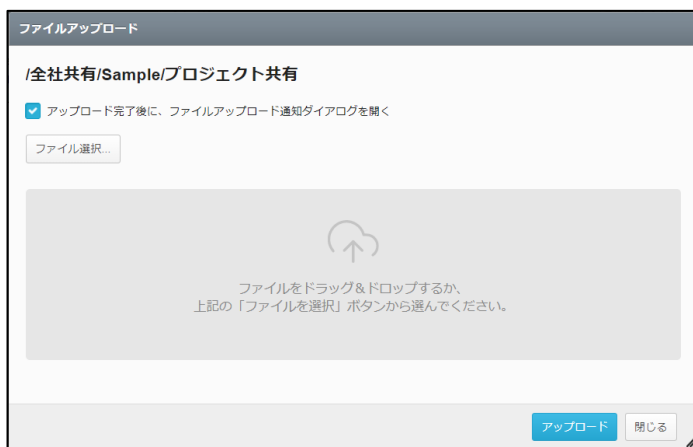 ファイルアップロード
/全社共有/Sample/プロジェクト共有
アップロード完了後に、ファイルアップロード通知ダイアログを開く
ファイル選択...
ファイルをドラッグ＆ドロップするか、
上記の「ファイルを選択」ボタンから選んでください。
アップロード 閉じる